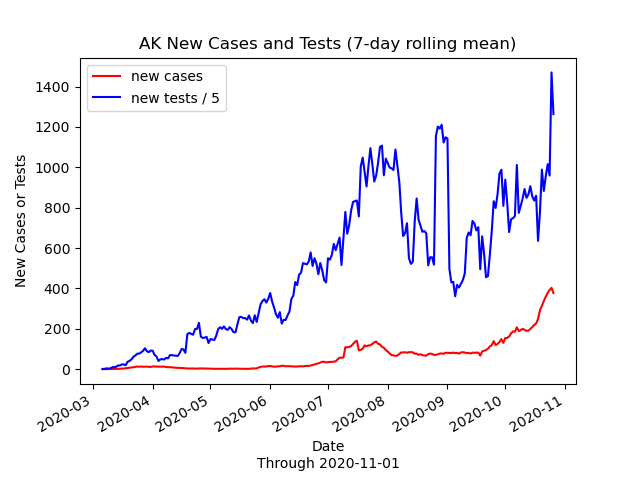 AK New Cases and Tests (7-day rolling mean)
new cases
new tests / 5
New Cases or Tests
1400
1200
1000
800
600
400
200
0
2020-03
2020-04
2020-05
2020-06
2020-07
2020-08
2020-09
2020-10
2020-11
Date
Through 2020-11-01